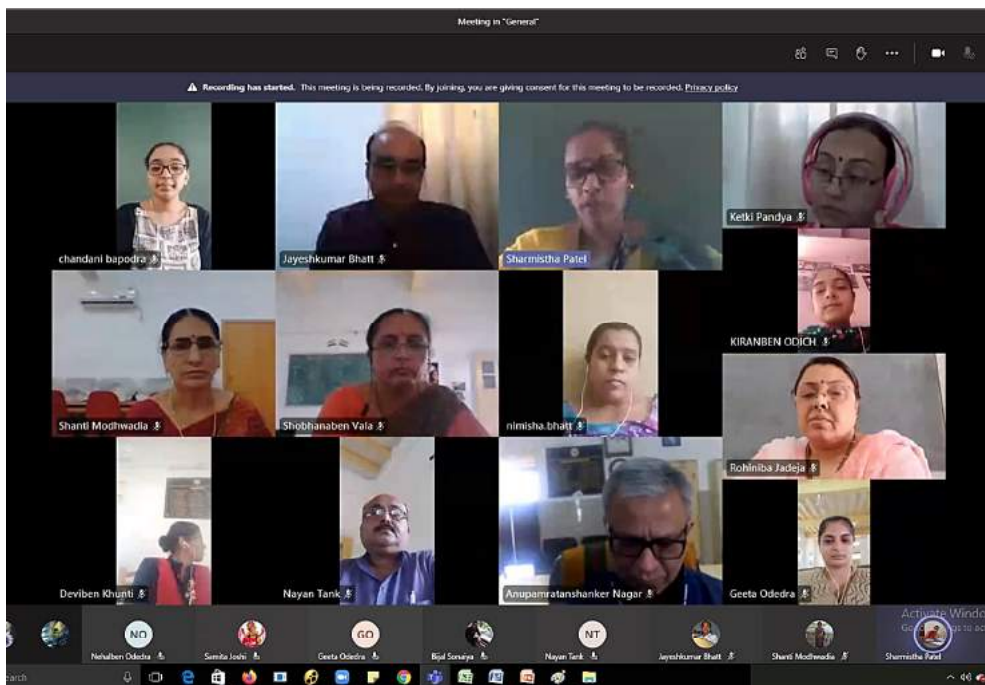 Meeting in "General"
Recording has started. This meeting is being recorded. By joining, you are giving consent for this meeting to be recorded. Privacy policy
chandani bapodra
Jayeshkumar Bhatt
Sharmistha Patel
Ketki Pandya
KIRANBEN ODICH
Shanti Modhwadia
Shobhanaben Vala
nimisha.bhatt
Rohiniba Jadeja
Deviben Khunti
Nayan Tank
Anupamratanshanker Nagar
Geeta Odedra
Activate Windo
NO
GO
NT
Nehalben Odedra
Samita Joshi
Geeta Odedra
Bijal Sonaiya
Nayan Tank
Jayeshkumar Bhatt
Shanti Modhwadia
Sharmistha Patel
earch